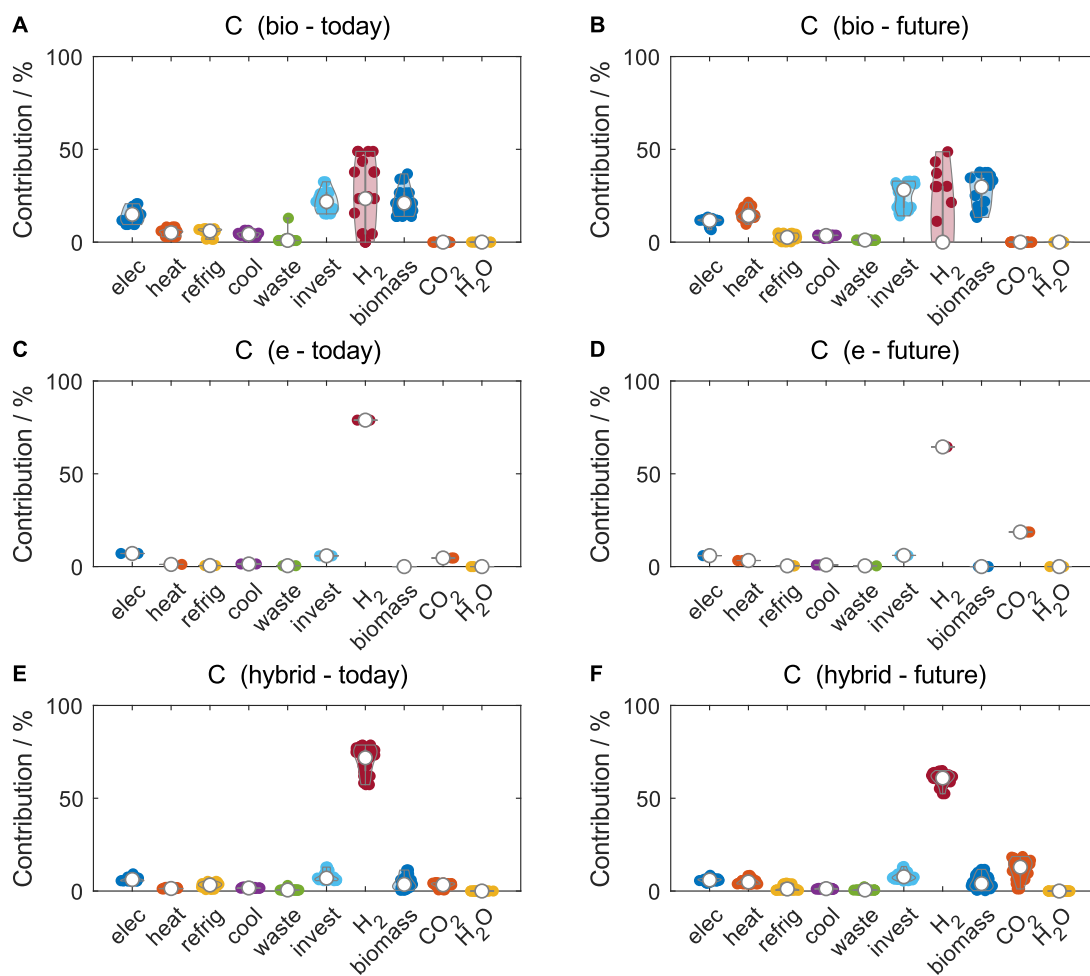 A
C (bio - today)
Contribution / %
100
50
0
elec
heat
refrig
cool
waste
invest
H2
biomass
CO2
H2O
B
C (bio - future)
Contribution / %
100
50
0
elec
heat
refrig
cool
waste
invest
H2
biomass
CO2
H2O
C
C (e - today)
Contribution / %
100
50
0
elec
heat
refrig
cool
waste
invest
H2
biomass
CO2
H2O
D
C (e - future)
Contribution / %
100
50
0
elec
heat
refrig
cool
waste
invest
H2
biomass
CO2
H2O
E
C (hybrid - today)
Contribution / %
100
50
0
elec
heat
refrig
cool
waste
invest
H2
biomass
CO2
H2O
F
C (hybrid - future)
Contribution / %
100
50
0
elec
heat
refrig
cool
waste
invest
H2
biomass
CO2
H2O